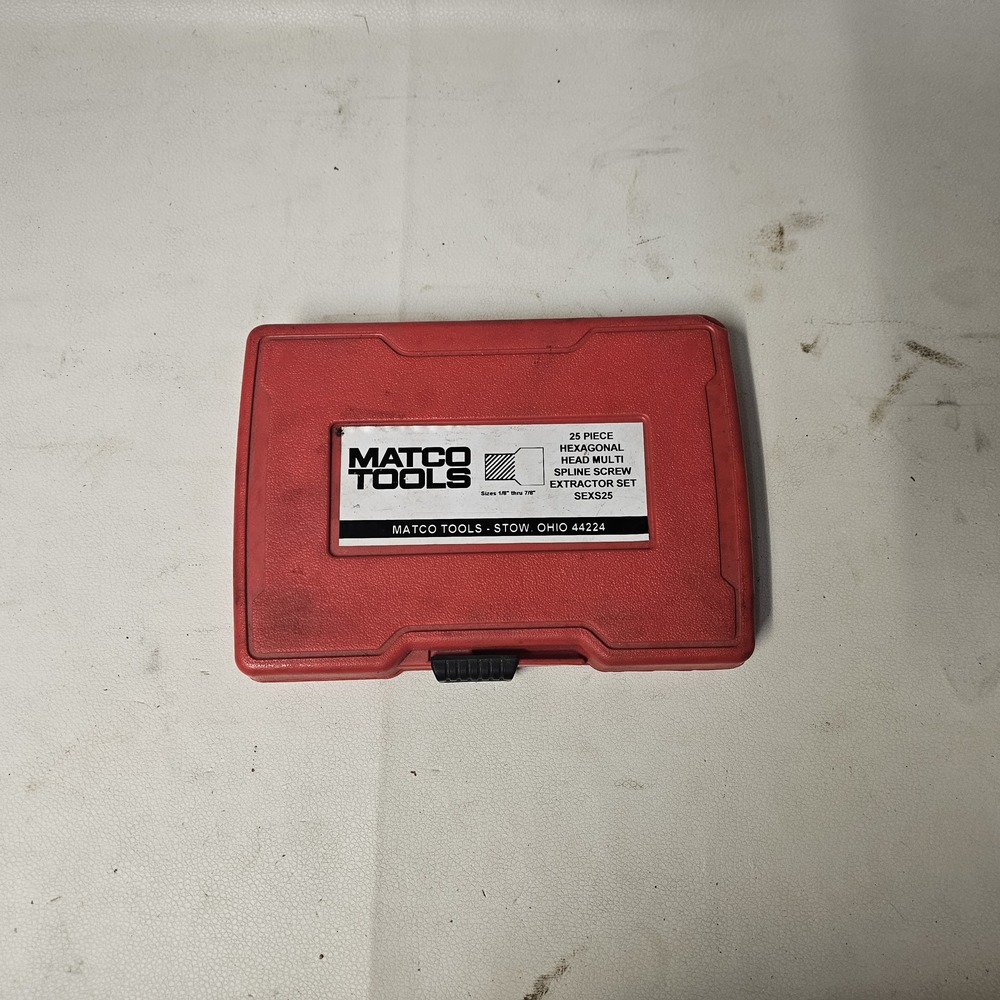 MATCO
TOOLS
Sizes 1/8" thru 7/8"
25 PIECE
HEXAGONAL
HEAD MULTI
SPLINE SCREW
EXTRACTOR SET
SEXS25
MATCO TOOLS - STOW, OHIO 44224